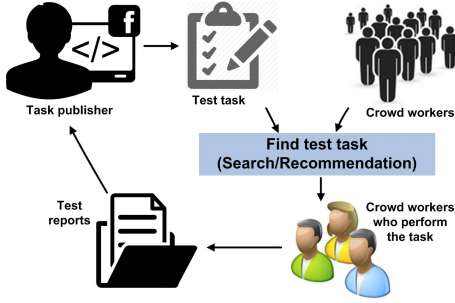 f
</>
Task publisher
Test task
Crowd workers
Find test task
(Search/Recommendation)
Test
reports
Crowd workers
who perform
the task